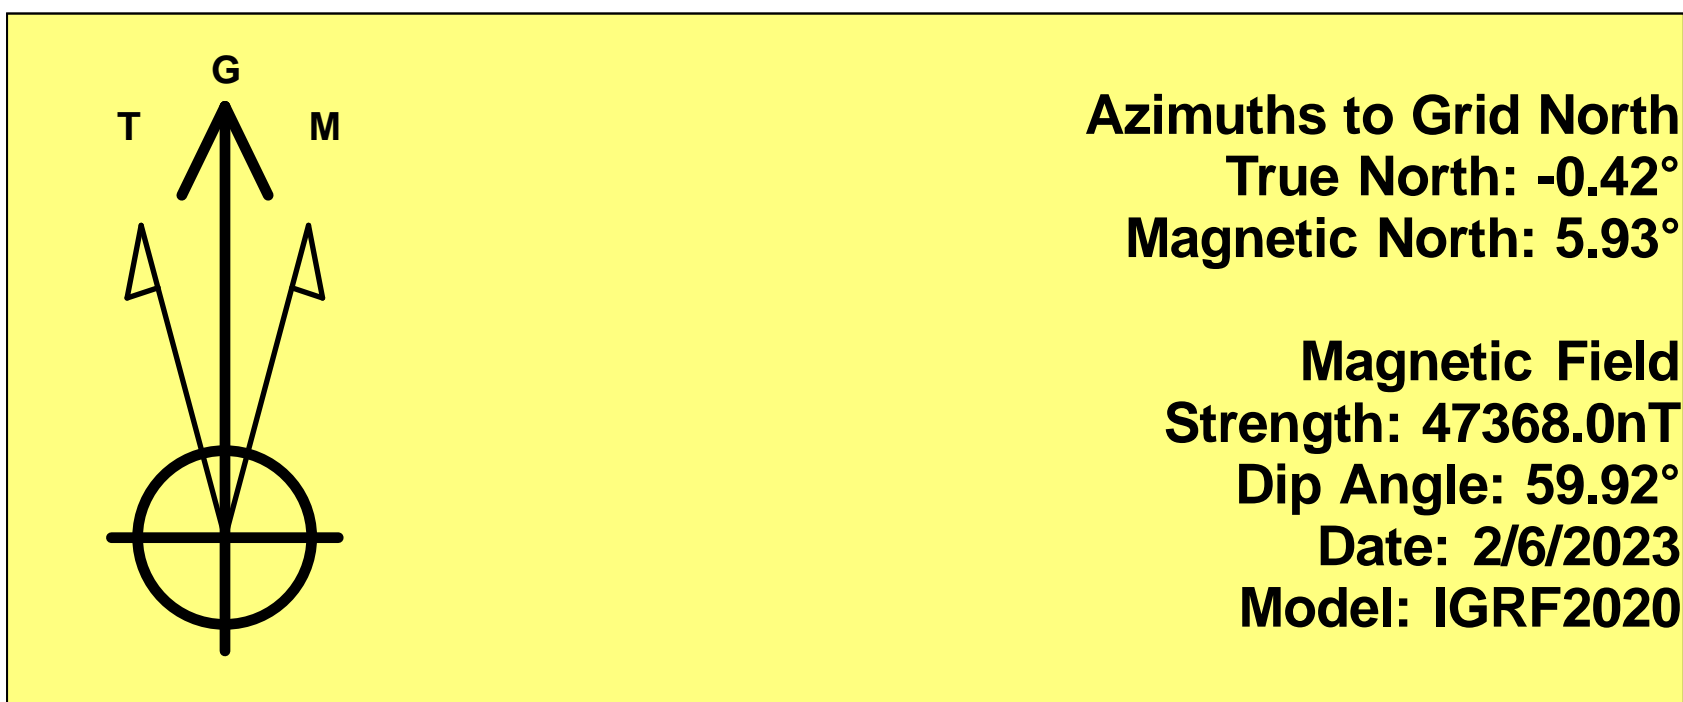 G
T
M
Azimuths to Grid North
True North: -0.42°
Magnetic North: 5.93°
Magnetic Field
Strength: 47368.0nT
Dip Angle: 59.92°
Date: 2/6/2023
Model: IGRF2020